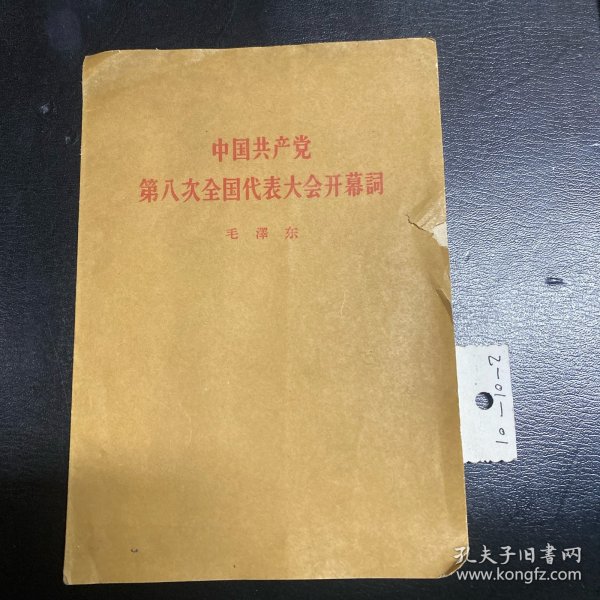 中国共产党
第八次全国代表大会开幕詞
毛澤东
10-10-2
孔夫子旧書网
www.kongfz.com